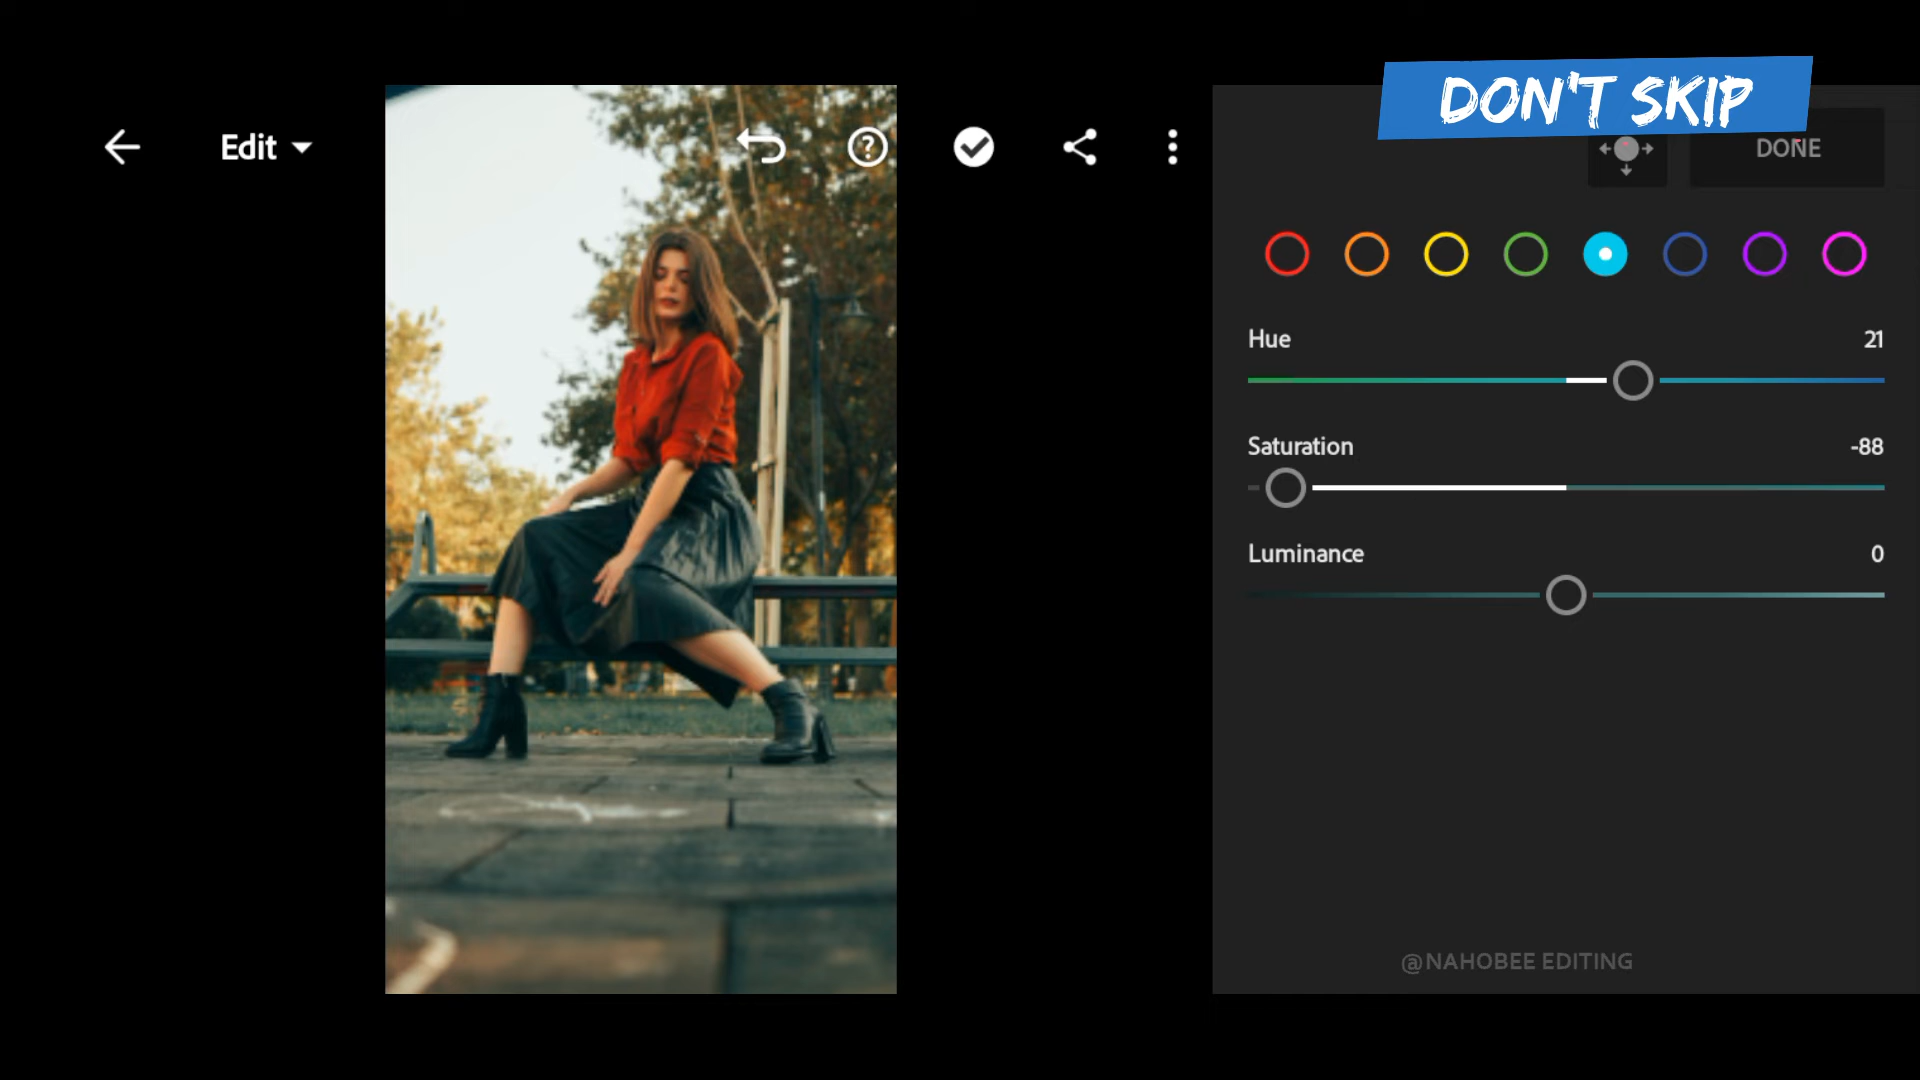 DON'T SKIP
Edit
?
DONE
Hue 21
Saturation -88
Luminance 0
@NAHOBEE EDITING